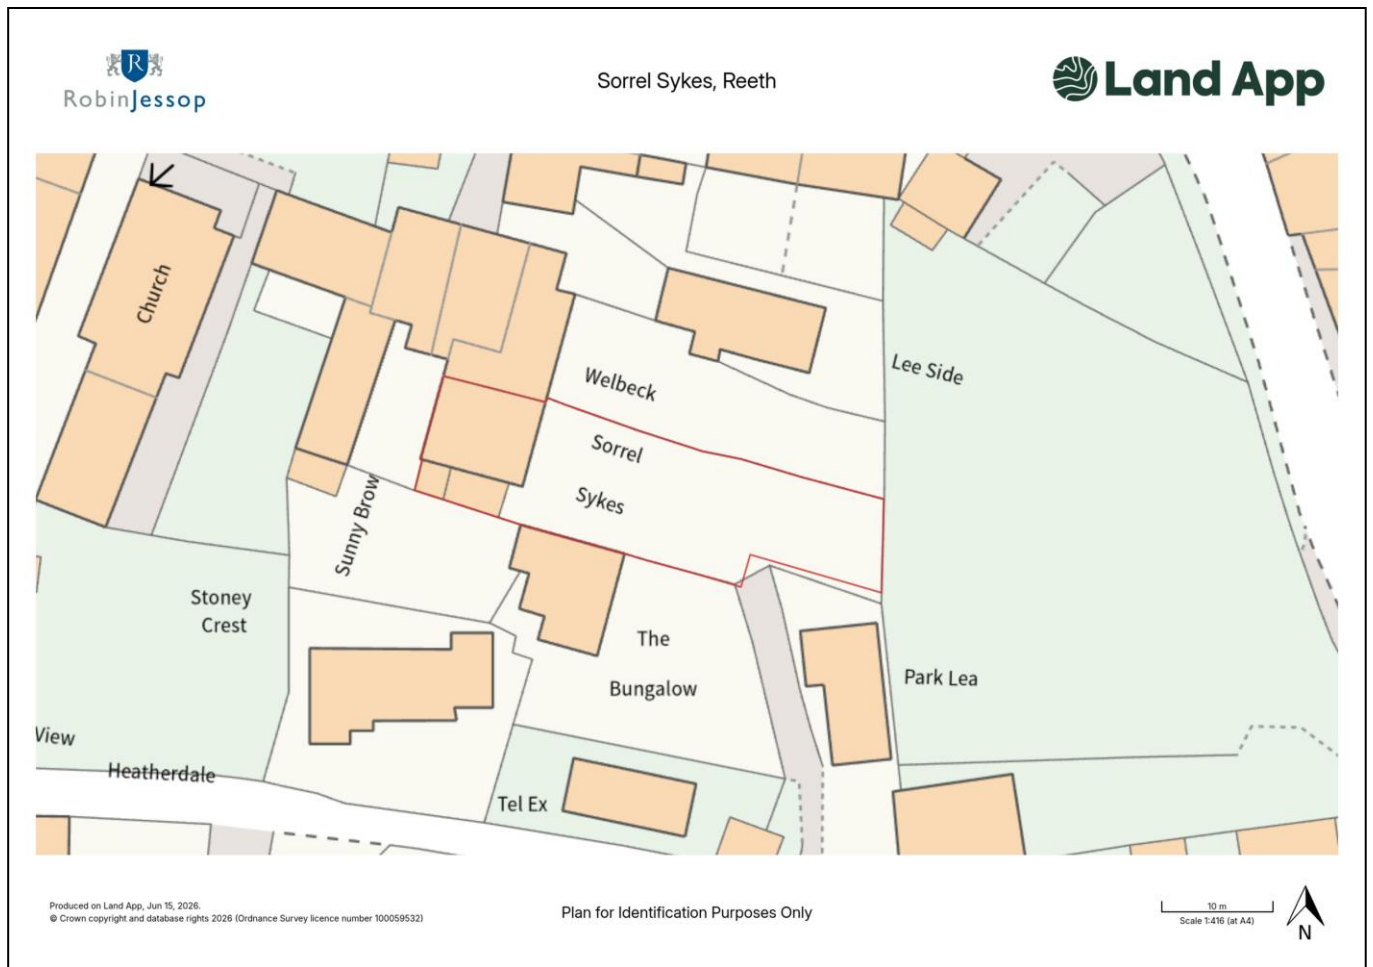 JR
RobinJessop
Sorrel Sykes, Reeth
Land App
Church
Welbeck
Lee Side
Sorrel
Sykes
Sunny Brow
Stoney
Crest
The
Bungalow
Park Lea
View
Heatherdale
Tel Ex
Produced on Land App, Jun 15, 2026.
© Crown copyright and database rights 2026 (Ordnance Survey licence number 100059532)
Plan for Identification Purposes Only
10 m
Scale 1:416 (at A4)
N